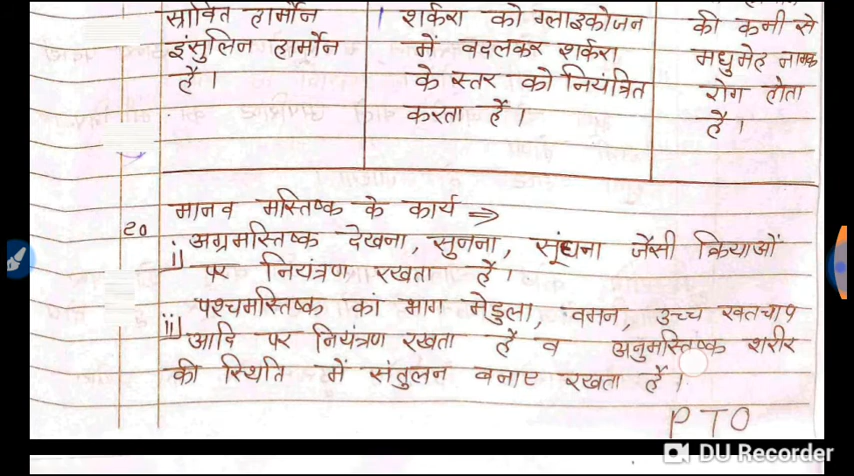 स्रावित हार्मोन
इंसुलिन हार्मोन
है।
शर्करा को ग्लाइकोजन
में बदलकर शर्करा
के स्तर को नियंत्रित
करता है।
की कमी से
मधुमेह नामक
रोग होता
है।
मानव मस्तिष्क के कार्य ⇒
20
i) अग्रमस्तिष्क देखना, सुनना, सूंघना जैसी क्रियाओं
पर नियंत्रण रखता है।
ii) पश्चमस्तिष्क का भाग मेडुला, वमन, उच्च रक्तचाप
आदि पर नियंत्रण रखता है व अनुमस्तिष्क शरीर
की स्थिति में संतुलन बनाए रखता है।
PTO
DU Recorder